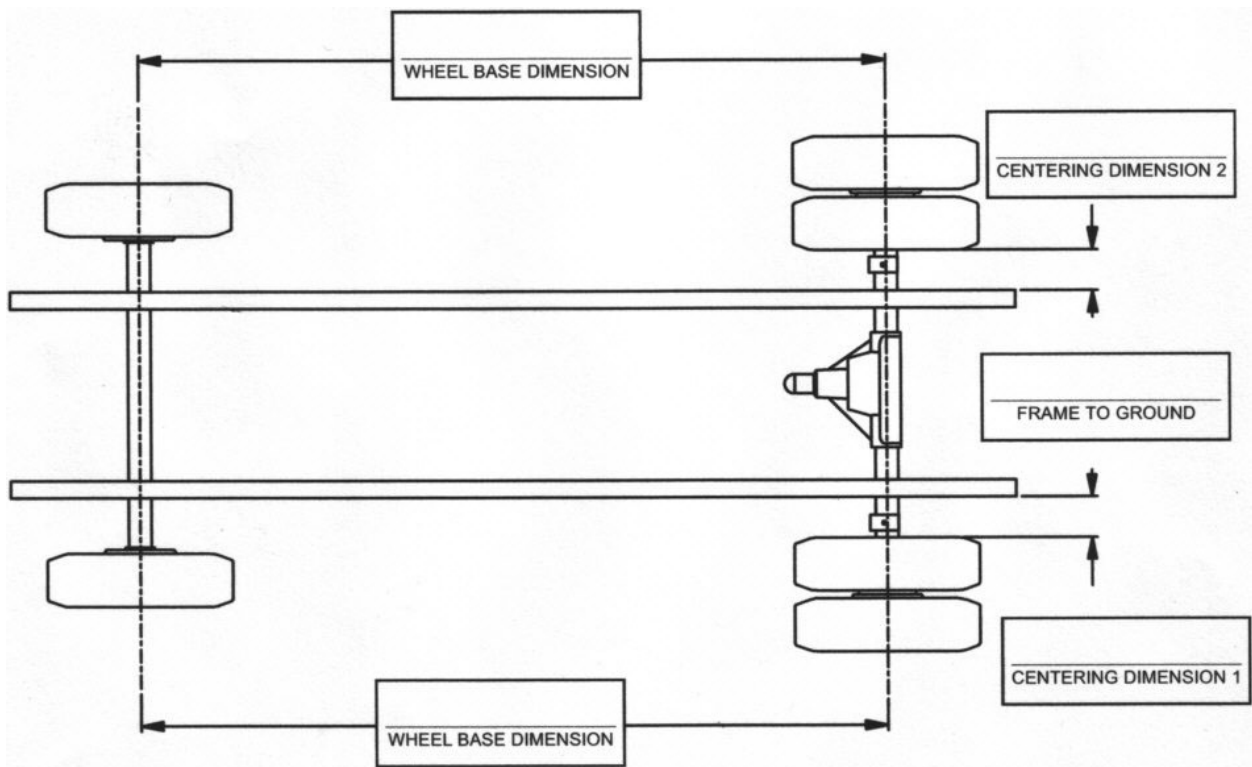 WHEEL BASE DIMENSION
CENTERING DIMENSION 2
FRAME TO GROUND
CENTERING DIMENSION 1
WHEEL BASE DIMENSION